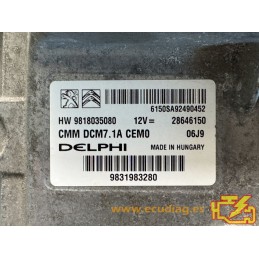 6150SA92490452
HW 9818035080 12V= 28646150
CMM DCM7.1A CEM0 06J9
DELPHI MADE IN HUNGARY
9831983280
www.ecudiag.es